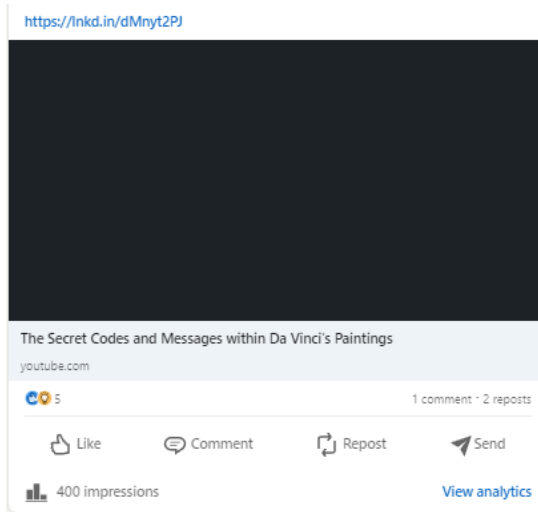 https://lnkd.in/dMnyt2PJ
The Secret Codes and Messages within Da Vinci's Paintings
youtube.com
5 1 comment · 2 reposts
Like Comment Repost Send
400 impressions View analytics